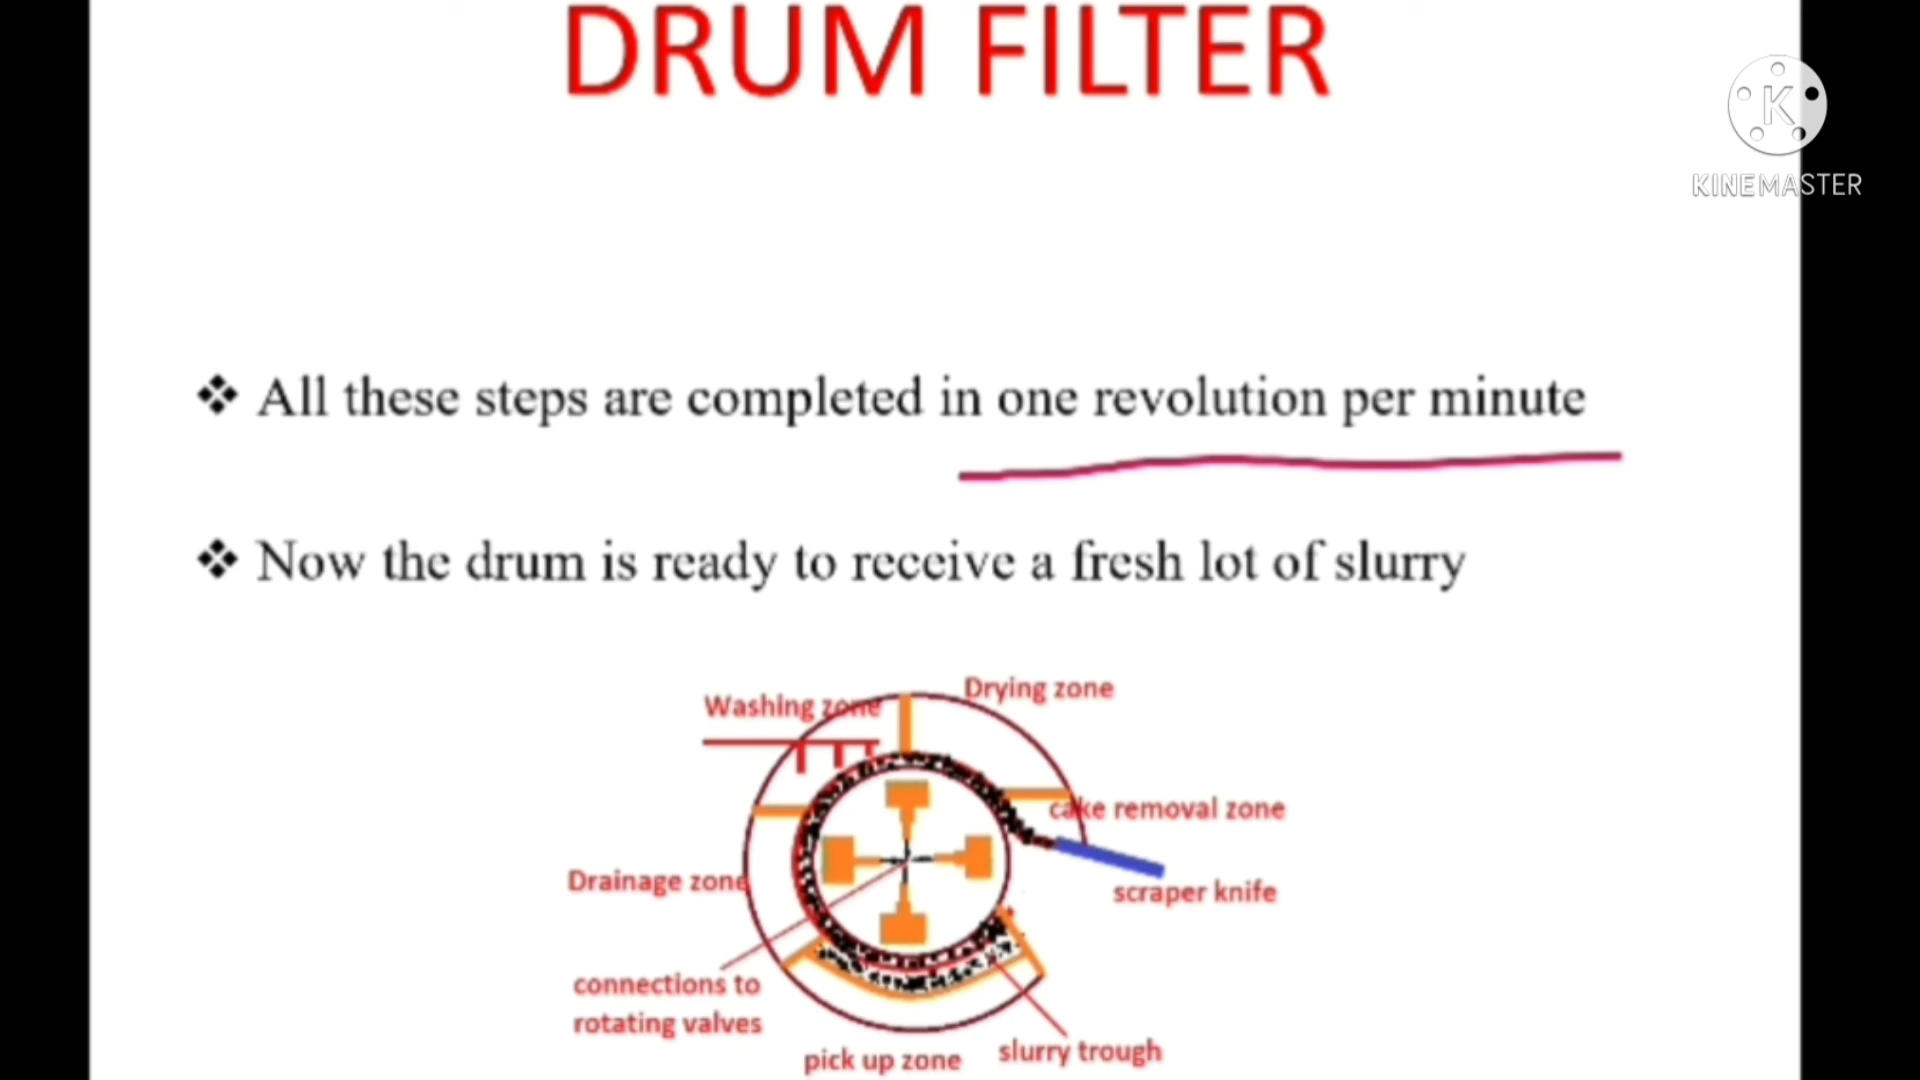 DRUM FILTER
K
KINEMASTER
❖ All these steps are completed in one revolution per minute
❖ Now the drum is ready to receive a fresh lot of slurry
Drying zone
Washing zone
cake removal zone
Drainage zone
scraper knife
connections to
rotating valves
slurry trough
pick up zone